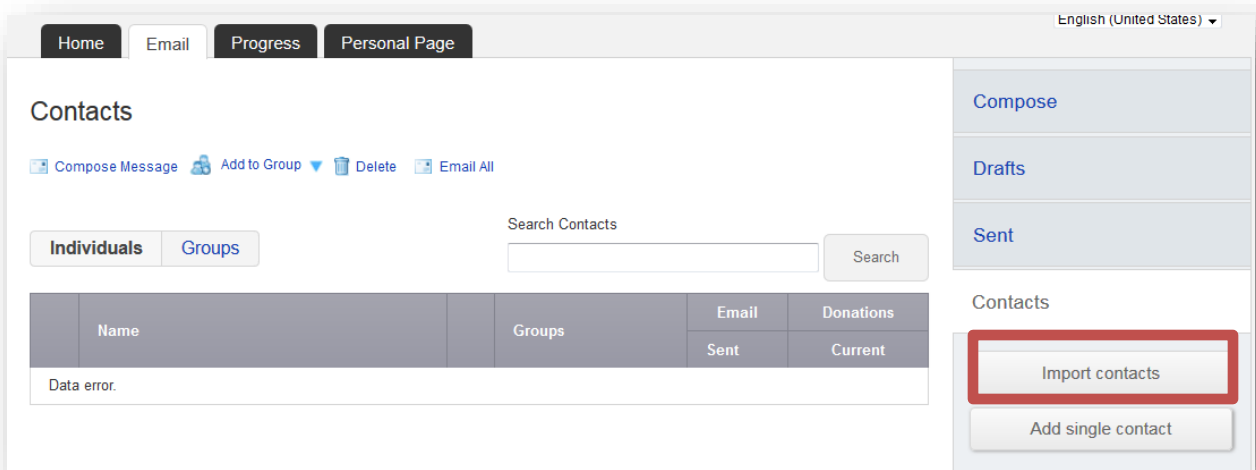 English (United States)
Home Email Progress Personal Page
Contacts
Compose Message Add to Group Delete Email All
Individuals Groups
Search Contacts
Search
Name Groups Email Donations
Sent Current
Data error.
Compose
Drafts
Sent
Contacts
Import contacts
Add single contact